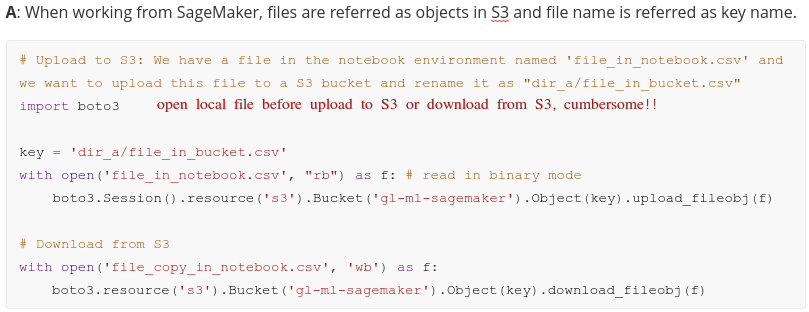 A: When working from SageMaker, files are referred as objects in S3 and file name is referred as key name.
# Upload to S3: We have a file in the notebook environment named 'file_in_notebook.csv' and
we want to upload this file to a S3 bucket and rename it as "dir_a/file_in_bucket.csv"
import boto3 open local file before upload to S3 or download from S3, cumbersome!!
key = 'dir_a/file_in_bucket.csv'
with open('file_in_notebook.csv', "rb") as f: # read in binary mode
    boto3.Session().resource('s3').Bucket('gl-ml-sagemaker').Object(key).upload_fileobj(f)
# Download from S3
with open('file_copy_in_notebook.csv', 'wb') as f:
    boto3.resource('s3').Bucket('gl-ml-sagemaker').Object(key).download_fileobj(f)